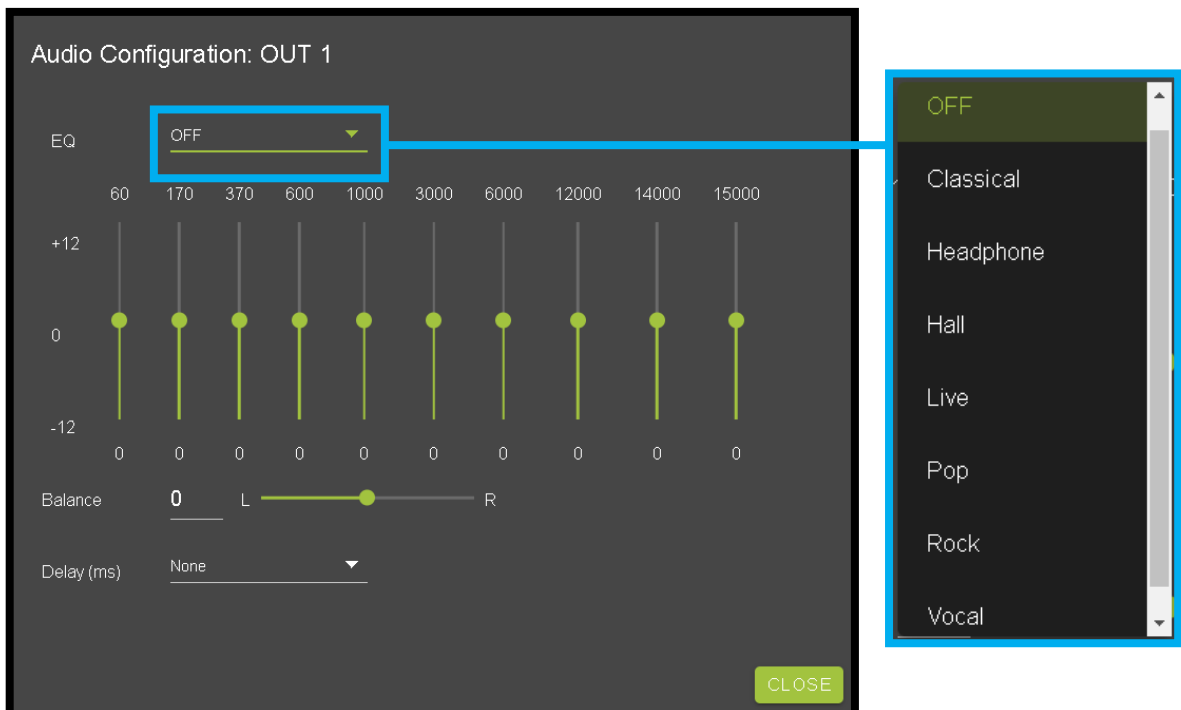 Audio Configuration: OUT 1
EQ OFF
60 170 370 600 1000 3000 6000 12000 14000 15000
+12
0
-12
0 0 0 0 0 0 0 0 0 0
Balance 0 L R
Delay (ms) None
CLOSE
OFF
Classical
Headphone
Hall
Live
Pop
Rock
Vocal